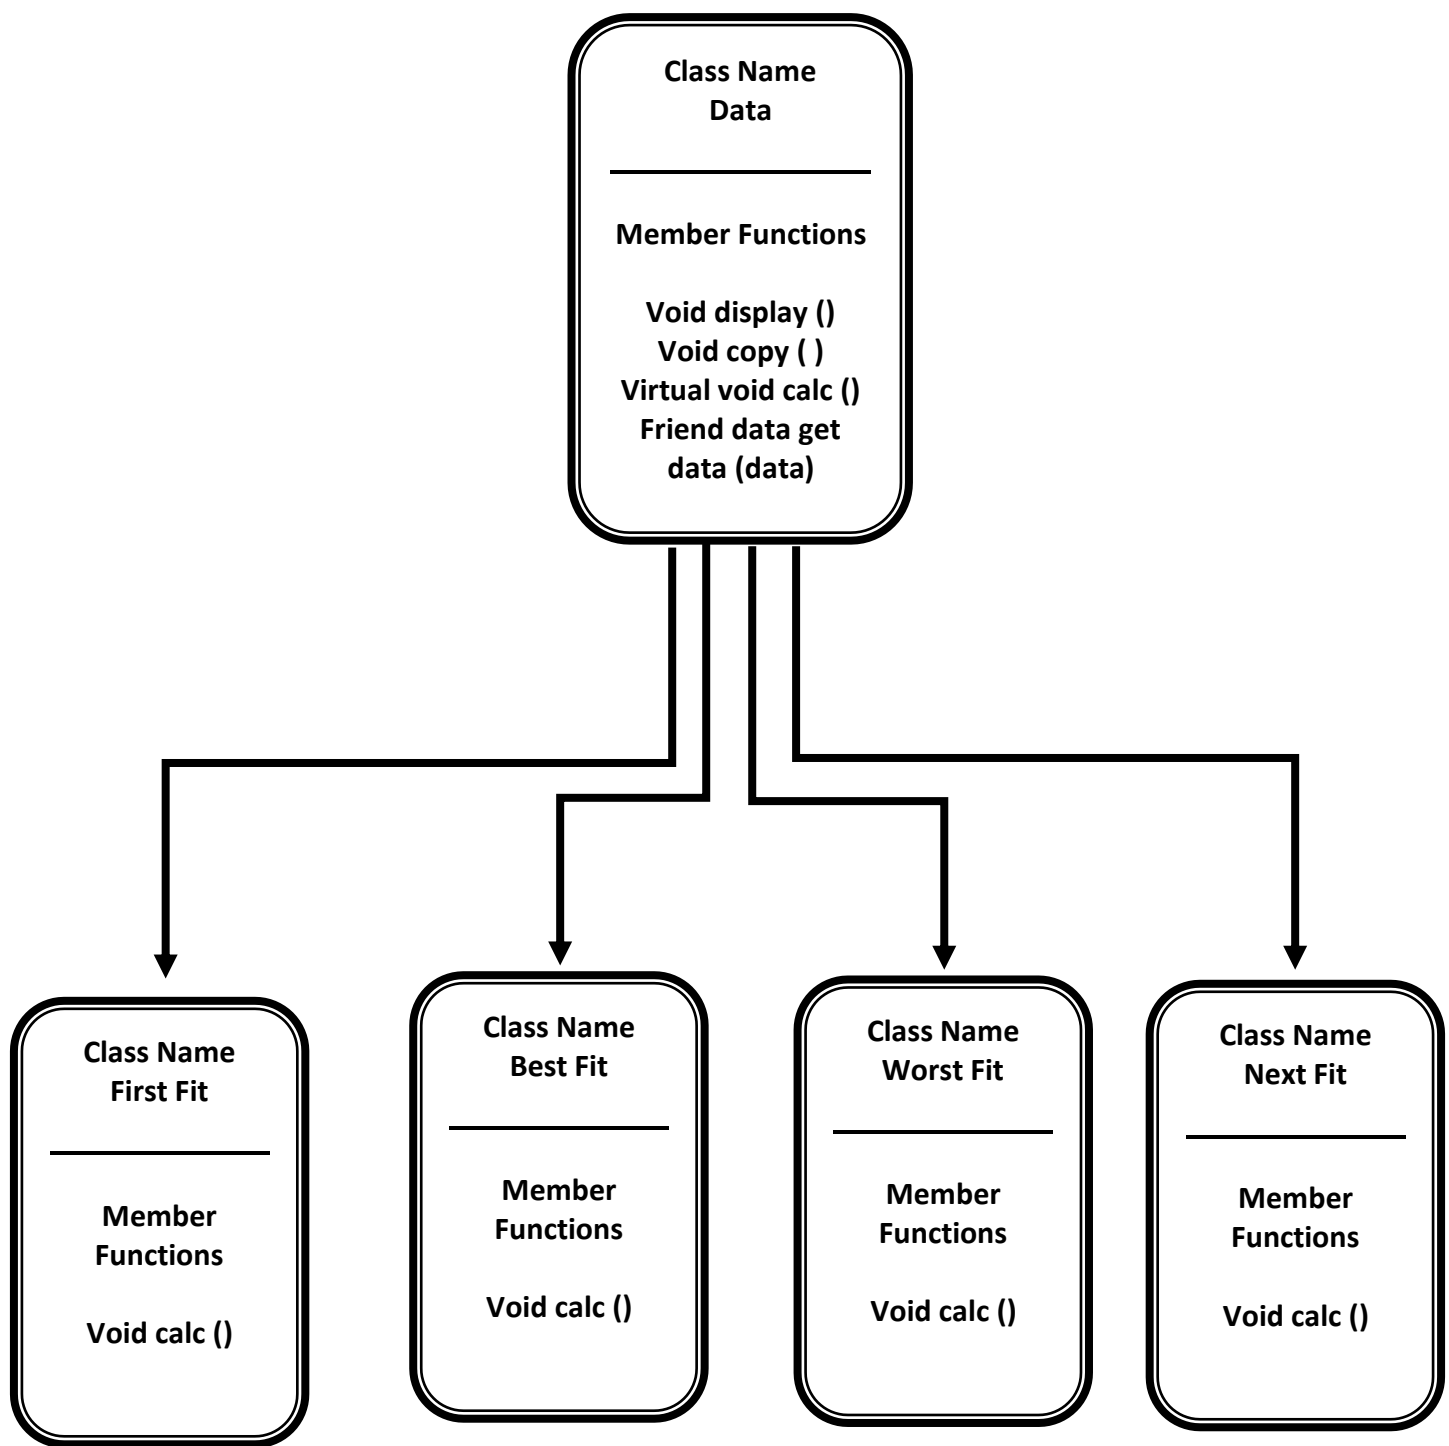 Class Name
Data
Member Functions
Void display ()
Void copy ( )
Virtual void calc ()
Friend data get
data (data)
Class Name
First Fit
Member
Functions
Void calc ()
Class Name
Best Fit
Member
Functions
Void calc ()
Class Name
Worst Fit
Member
Functions
Void calc ()
Class Name
Next Fit
Member
Functions
Void calc ()